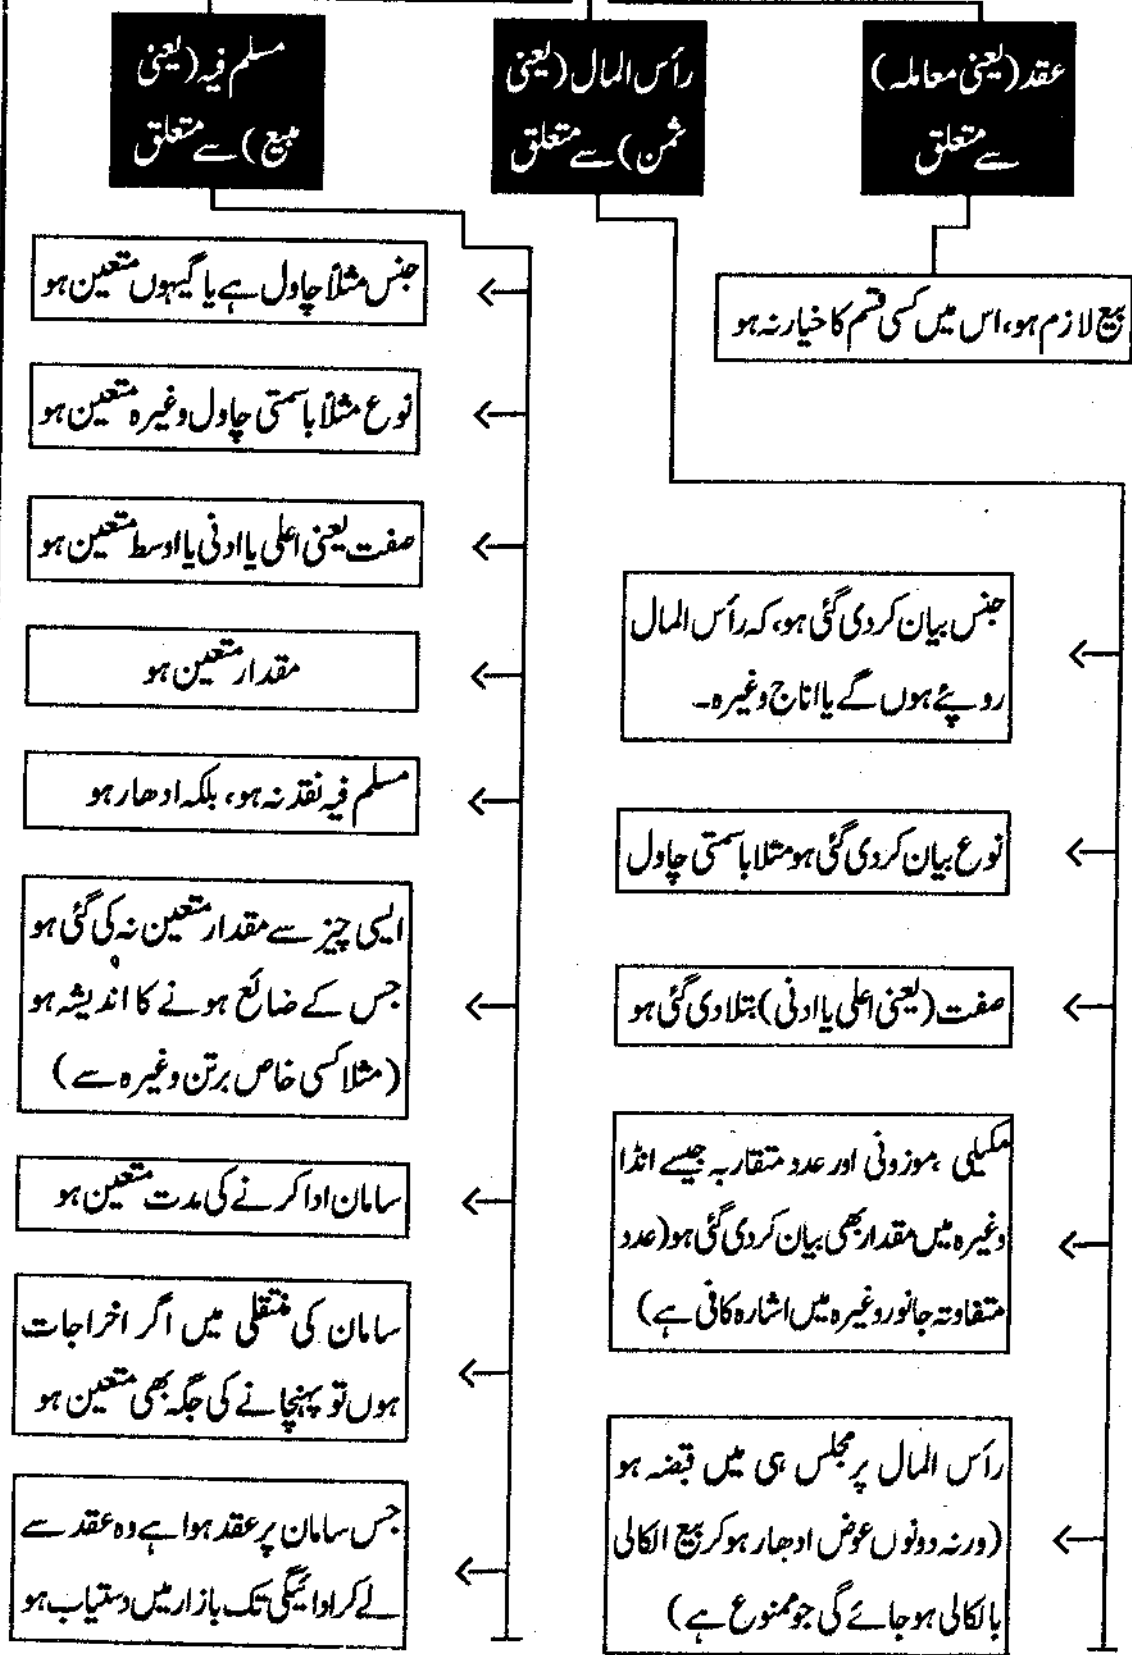 عقد (یعنی معاملہ)
سے متعلق
بیع لازم ہو، اس میں کسی قسم کا خیار نہ ہو
رأس المال (یعنی
ثمن) سے متعلق
جنس بیان کردی گئی ہو، کہ رأس المال
روپئے ہوں گے یا اناج وغیرہ۔
نوع بیان کردی گئی ہو مثلا باسمتی چاول
صفت (یعنی اعلی یا ادنی) بتلادی گئی ہو
مکیلی، موزونی اور عدد متقاربہ جیسے انڈا
وغیرہ میں مقدار بھی بیان کردی گئی ہو (عدد
متفاوتہ جانور وغیرہ میں اشارہ کافی ہے)
رأس المال پر مجلس ہی میں قبضہ ہو
(ورنہ دونوں عوض ادھار ہوکر بیع الکالی
بالکالی ہوجائے گی جو ممنوع ہے)
مسلم فیہ (یعنی
مبیع) سے متعلق
جنس مثلاً چاول ہے یا گیہوں متعین ہو
نوع مثلاً باسمتی چاول وغیرہ متعین ہو
صفت یعنی اعلی یا ادنی یا اوسط متعین ہو
مقدار متعین ہو
مسلم فیہ نقد نہ ہو، بلکہ ادھار ہو
ایسی چیز سے مقدار متعین نہ کی گئی ہو
جس کے ضائع ہونے کا اندیشہ ہو
(مثلا کسی خاص برتن وغیرہ سے)
سامان ادا کرنے کی مدت متعین ہو
سامان کی منتقلی میں اگر اخراجات
ہوں تو پہنچانے کی جگہ بھی متعین ہو
جس سامان پر عقد ہوا ہے وہ عقد سے
لے کر ادائیگی تک بازار میں دستیاب ہو